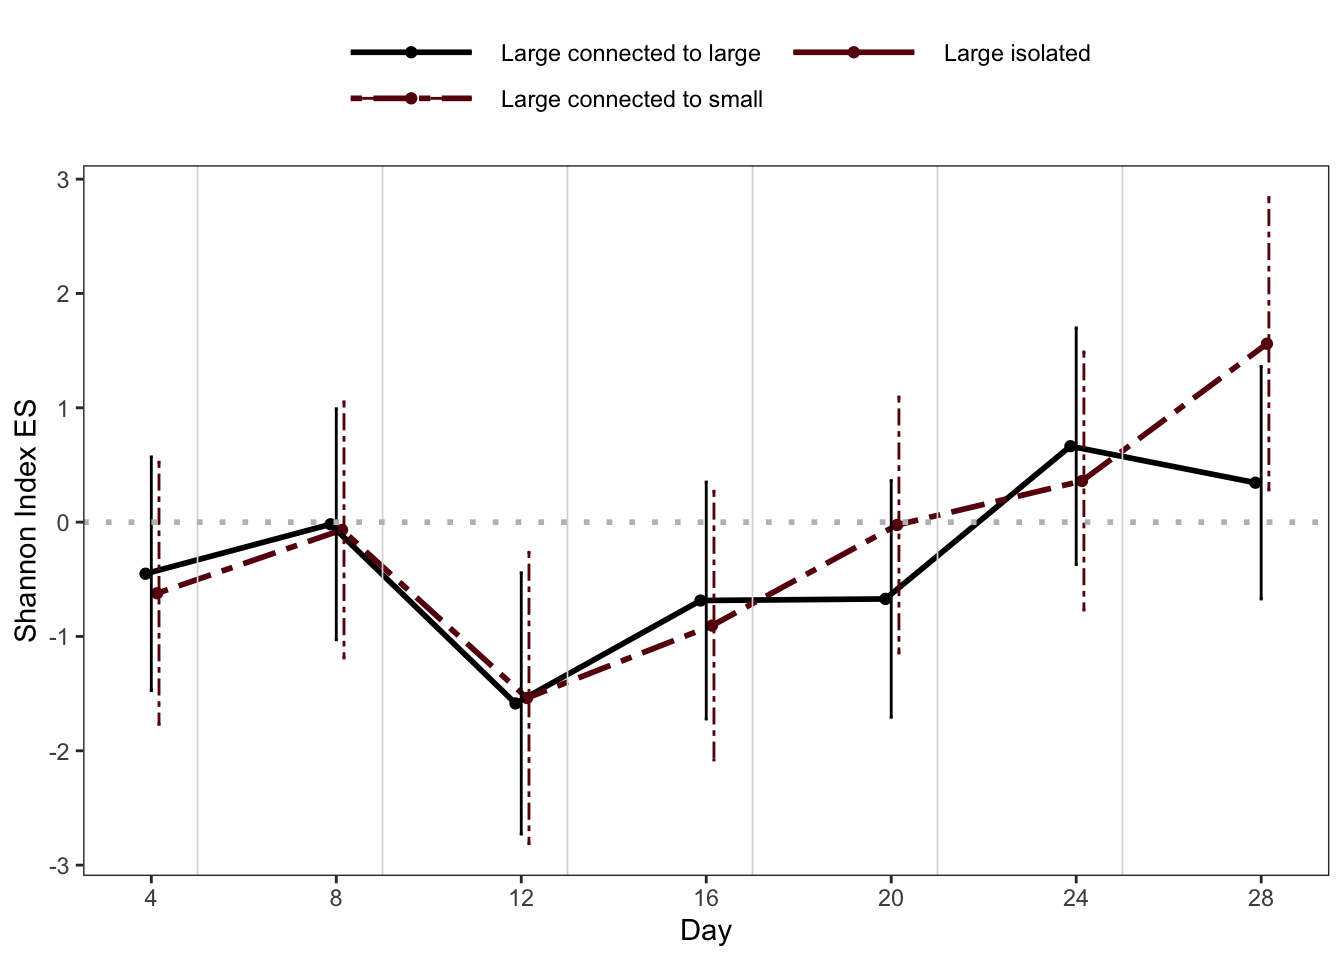 Large connected to large
Large isolated
Large connected to small
Shannon Index ES
3
2
1
0
-1
-2
-3
4 8 12 16 20 24 28
Day